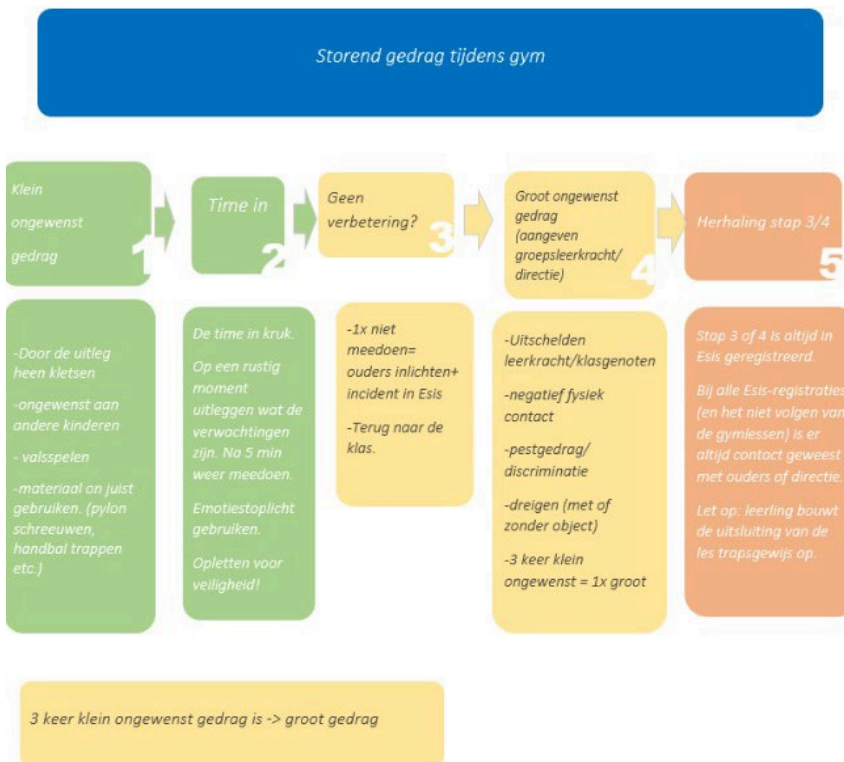 Storend gedrag tijdens gym
Klein
ongewenst
gedrag
1
Time in
2
Geen
verbetering?
3
Groot ongewenst
gedrag
(aangeven
groepsleerkracht/
directie)
4
Herhaling stap 3/4
5
-Door de uitleg
heen kletsen
-ongewenst aan
andere kinderen
- valsspelen
-materiaal on juist
gebruiken. (pylon
schreeuwen,
handbal trappen
etc.)
De time in kruk.
Op een rustig
moment
uitleggen wat de
verwachtingen
zijn. Na 5 min
weer meedoen.
Emotiestoplicht
gebruiken.
Opletten voor
veiligheid!
-1x niet
meedoen=
ouders inlichten+
incident in Esis
-Terug naar de
klas.
-Uitschelden
leerkracht/klasgenoten
-negatief fysiek
contact
-pestgedrag/
discriminatie
-dreigen (met of
zonder object)
-3 keer klein
ongewenst = 1x groot
Stap 3 of 4 is altijd in
Esis geregistreerd.
Bij alle Esis-registraties
(en het niet volgen van
de gymlessen) is er
altijd contact geweest
met ouders of directie.
Let op: leerling bouwt
de uitsluiting van de
les trapsgewijs op.
3 keer klein ongewenst gedrag is -> groot gedrag